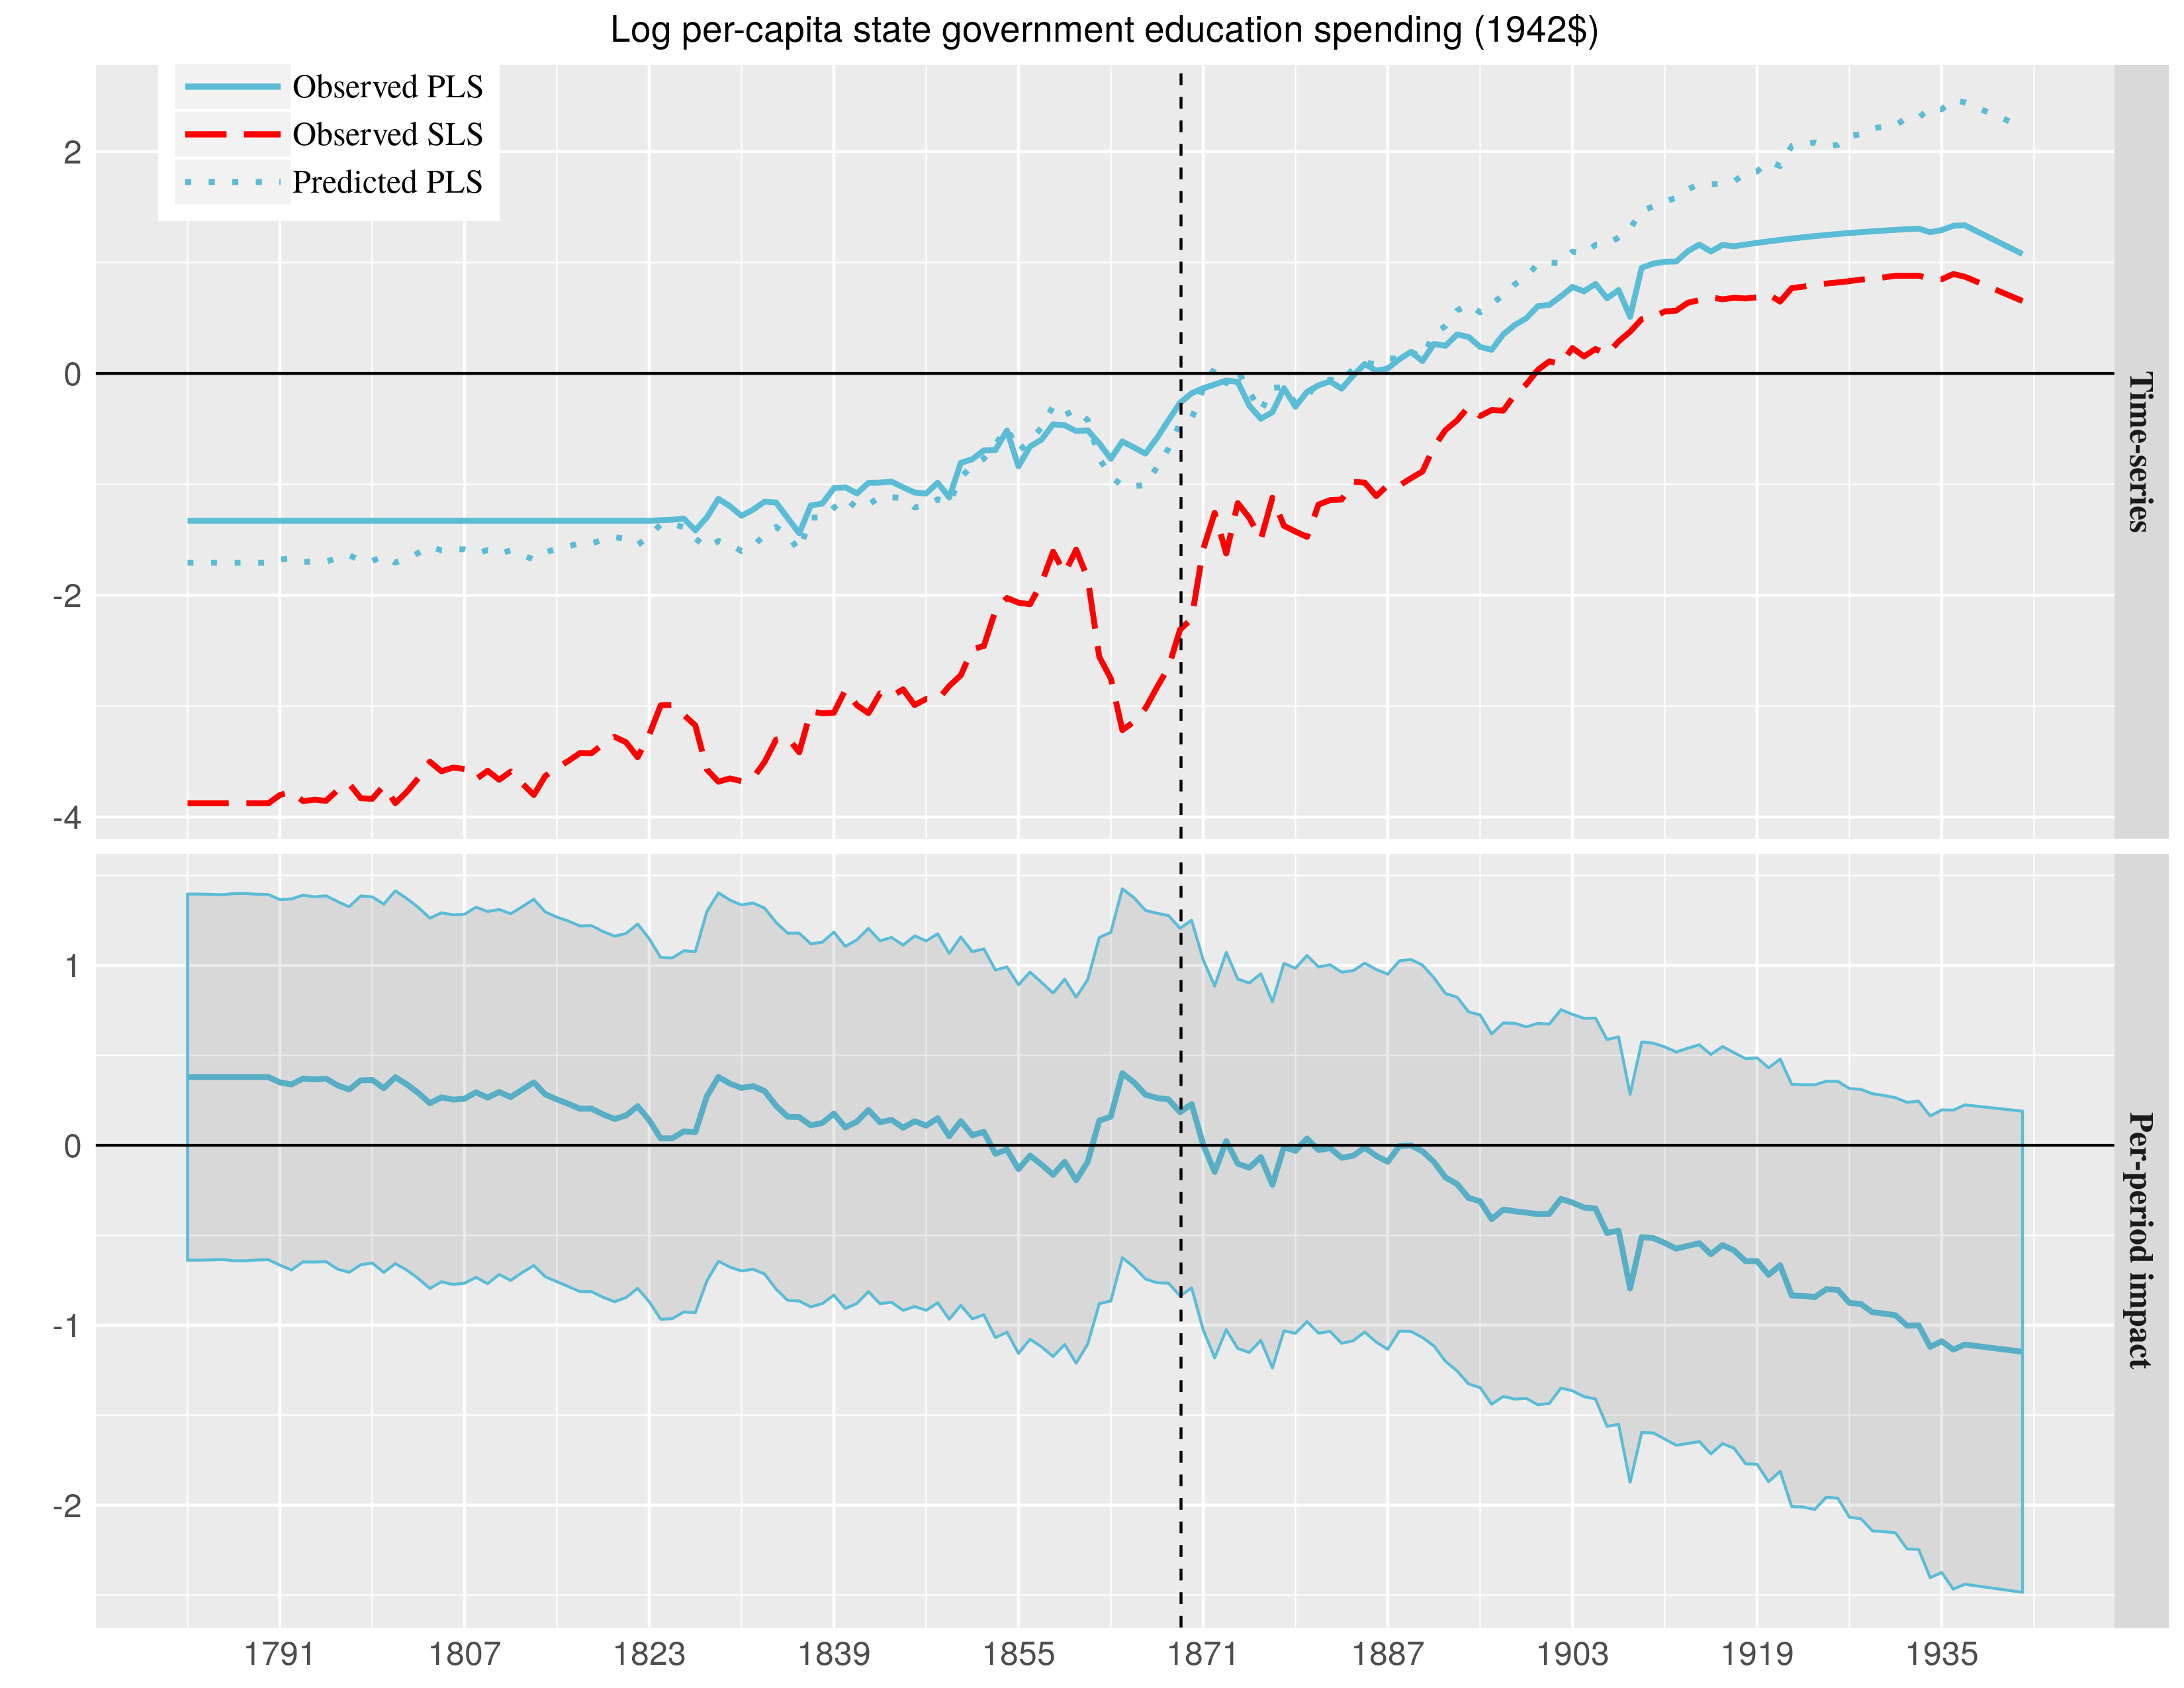 Log per-capita state government education spending (1942$)
Observed PLS
Observed SLS
Predicted PLS
2
0
-2
-4
Time-series
1
0
-1
-2
Per-period impact
1791 1807 1823 1839 1855 1871 1887 1903 1919 1935